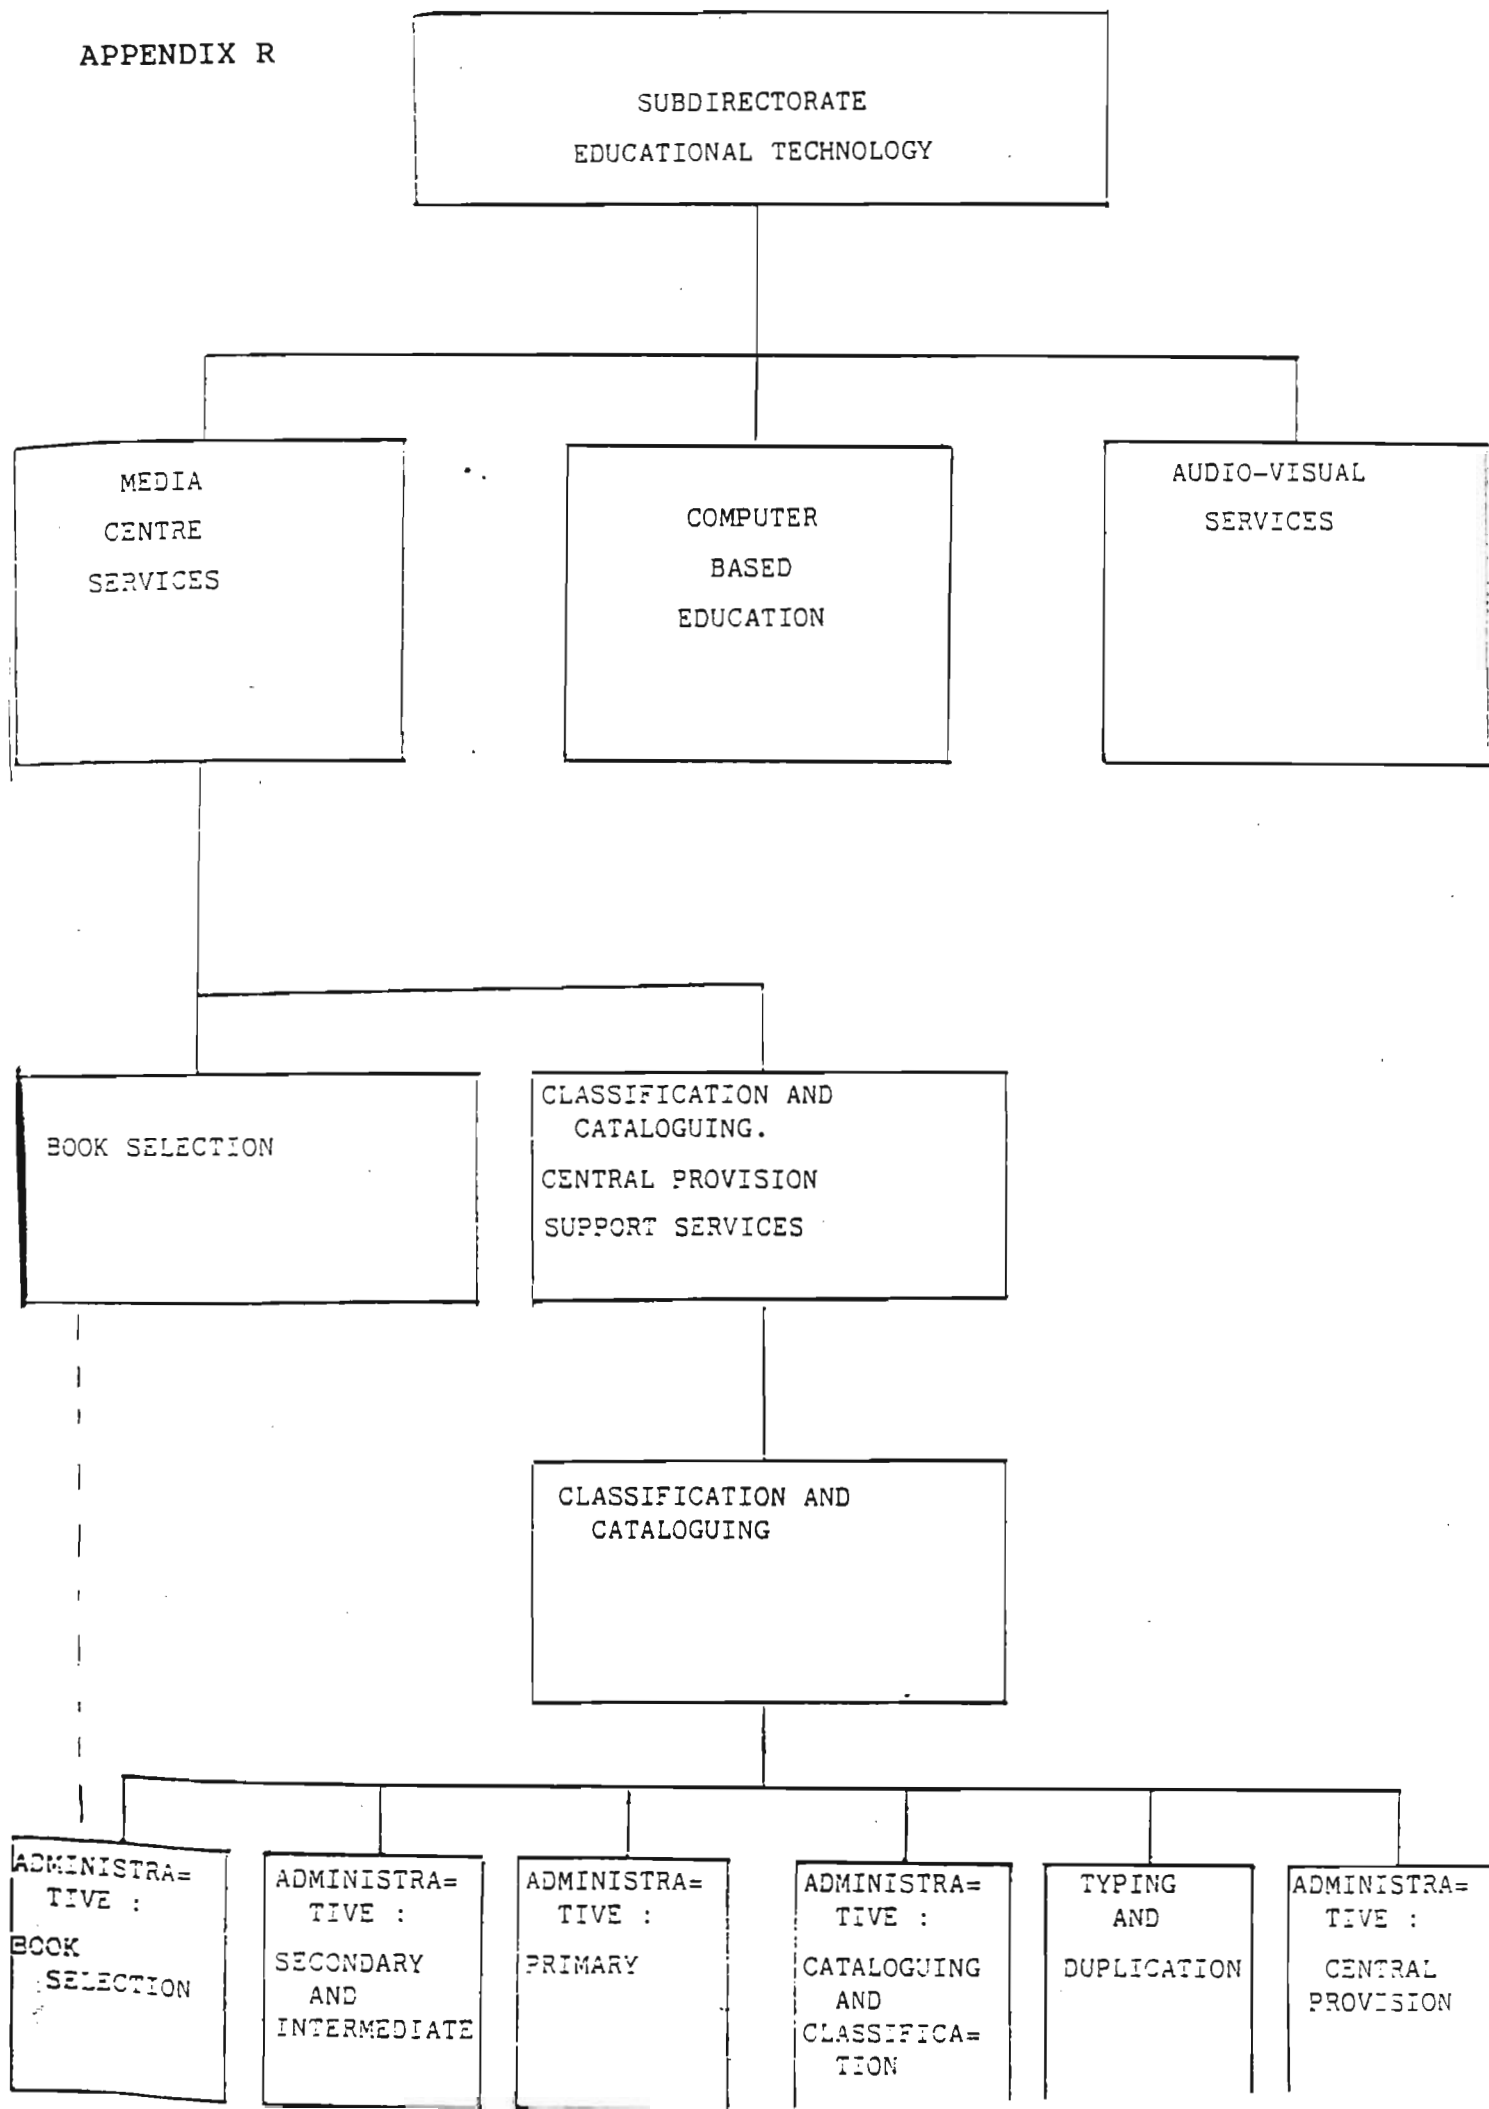 APPENDIX R
SUBDIRECTORATE
EDUCATIONAL TECHNOLOGY
MEDIA
CENTRE
SERVICES
COMPUTER
BASED
EDUCATION
AUDIO-VISUAL
SERVICES
BOOK SELECTION
CLASSIFICATION AND
CATALOGUING.
CENTRAL PROVISION
SUPPORT SERVICES
CLASSIFICATION AND
CATALOGUING
ADMINISTRA=
TIVE :
BOOK
SELECTION
ADMINISTRA=
TIVE :
SECONDARY
AND
INTERMEDIATE
ADMINISTRA=
TIVE :
PRIMARY
ADMINISTRA=
TIVE :
CATALOGUING
AND
CLASSIFICA=
TION
TYPING
AND
DUPLICATION
ADMINISTRA=
TIVE :
CENTRAL
PROVISION